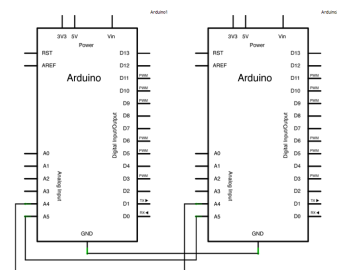 Arduino1
3V3 5V Vin
Power
RST
AREF
Arduino
D13
D12
D11 PWM
D10 PWM
D9 PWM
D8
D7
D6 PWM
D5 PWM
D4
D3 PWM
D2
D1 TX
D0 RX
Digital Input/Output
Analog Input
A0
A1
A2
A3
A4
A5
GND
Arduino
3V3 5V Vin
Power
RST
AREF
Arduino
D13
D12
D11 PWM
D10 PWM
D9 PWM
D8
D7
D6 PWM
D5 PWM
D4
D3 PWM
D2
D1 TX
D0 RX
Digital Input/Output
Analog Input
A0
A1
A2
A3
A4
A5
GND